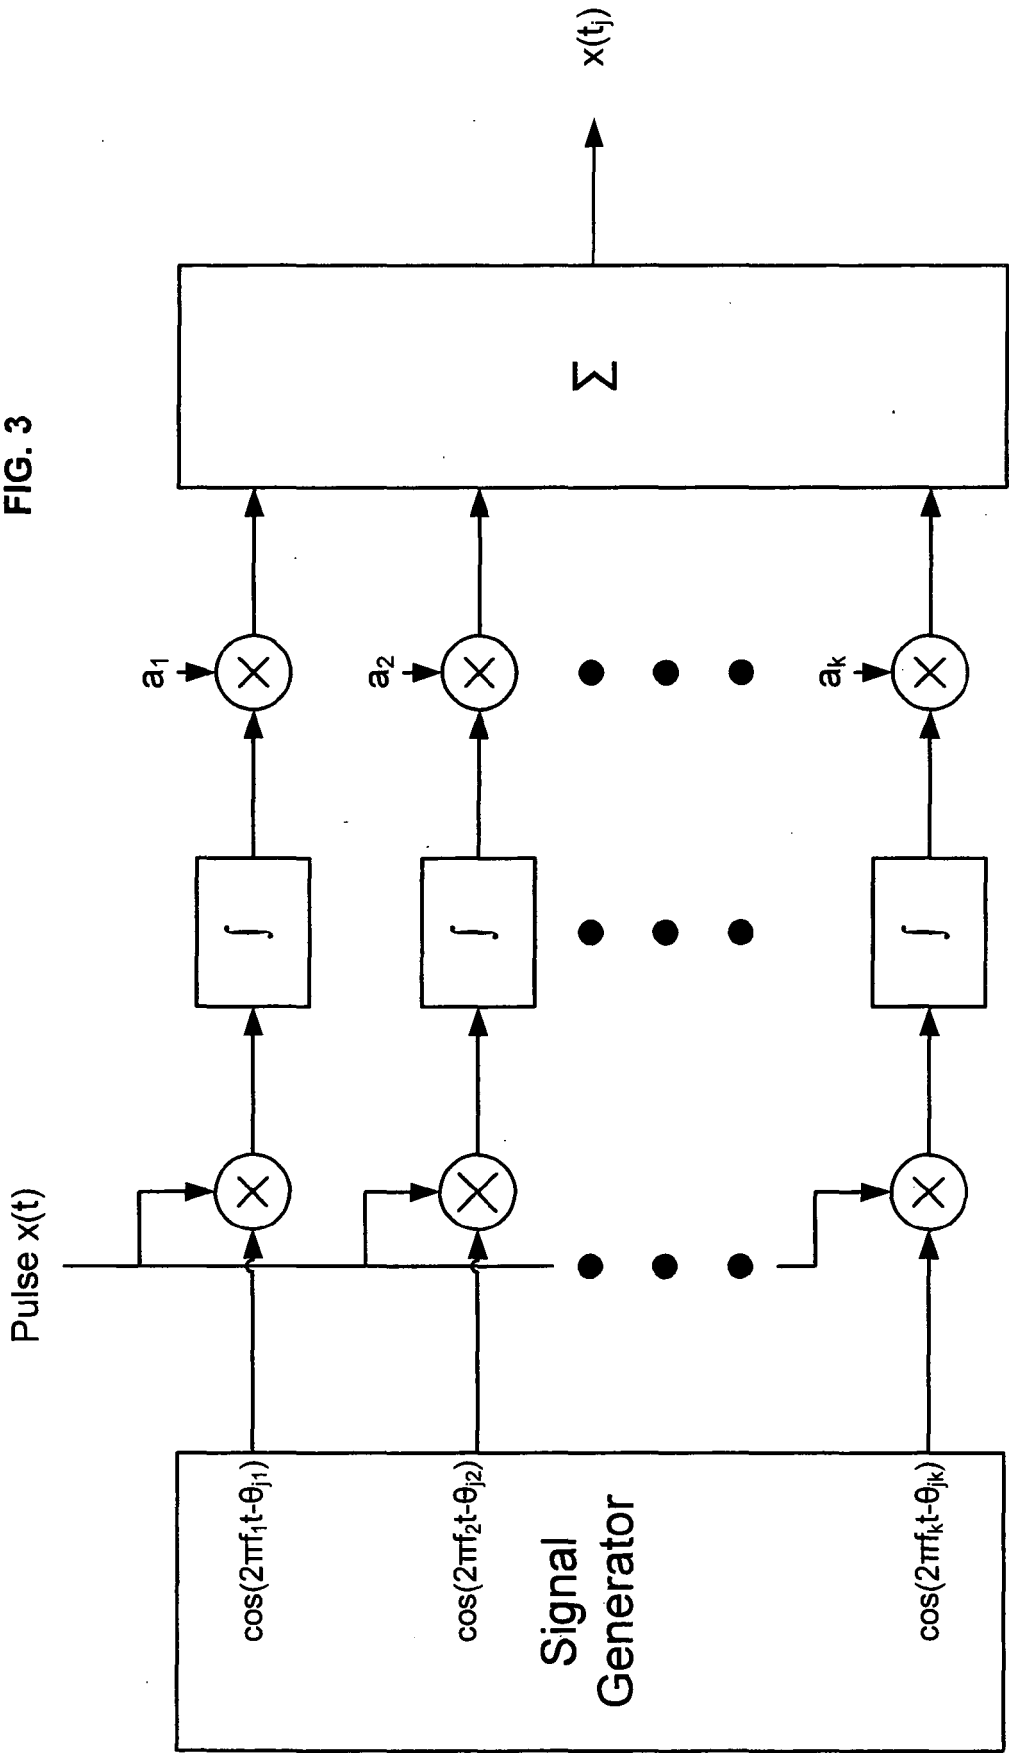 FIG. 3
Pulse x(t)
cos(2πf₁t-θj₁)
cos(2πf₂t-θj₂)
cos(2πfₖt-θjₖ)
Signal
Generator
∫
∫
∫
a₁
a₂
aₖ
Σ
x(tⱼ)